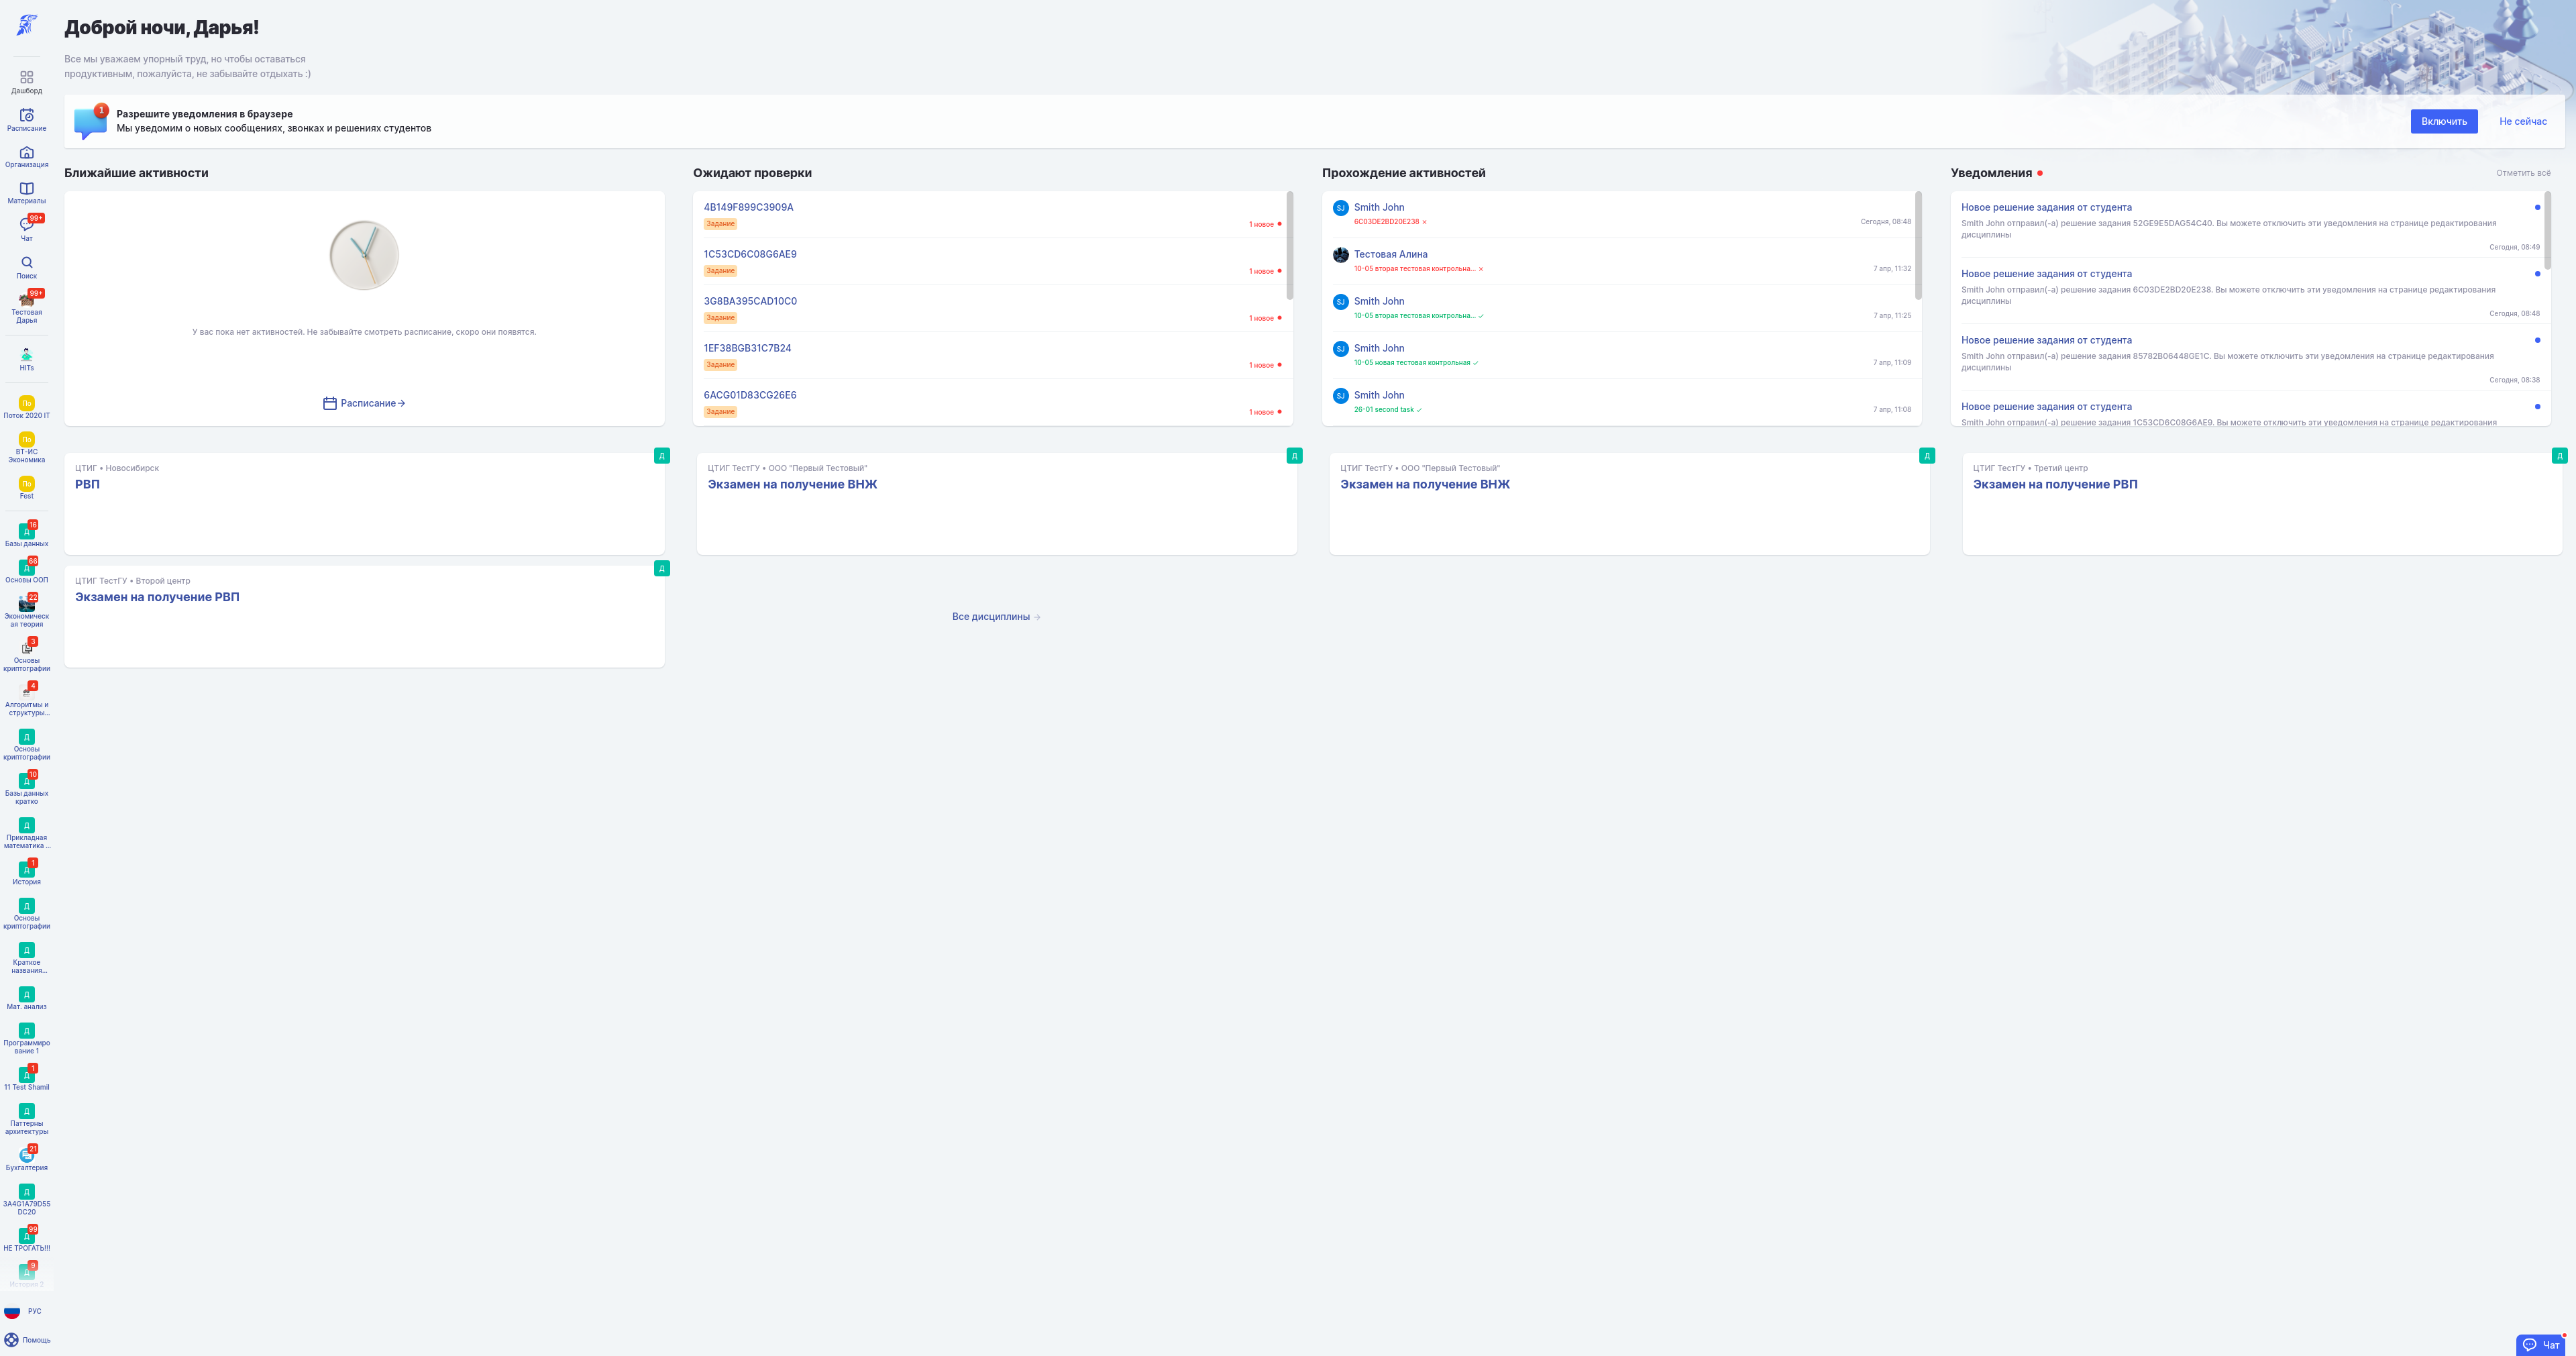 Доброй ночи, Дарья!
Все мы уважаем упорный труд, но чтобы оставаться
продуктивным, пожалуйста, не забывайте отдыхать :)
1
Разрешите уведомления в браузере
Мы уведомим о новых сообщениях, звонках и решениях студентов
Включить
Не сейчас
Дашборд
Расписание
Организация
Материалы
99+
Чат
Поиск
99+
Тестовая
Дарья
HITs
По
Поток 2020 IT
По
ВТ-ИС
Экономика
По
Fest
16
Д
Базы данных
66
Д
Основы ООП
22
Экономическ
ая теория
3
Основы
криптографии
4
Алгоритмы и
структуры...
Д
Основы
криптографии
10
Д
Базы данных
кратко
Д
Прикладная
математика ...
1
Д
История
Д
Основы
криптографии
Д
Краткое
названия...
Д
Мат. анализ
Д
Программиро
вание 1
1
Д
11 Test Shamil
Д
Паттерны
архитектуры
21
Бухгалтерия
Д
3A4G1A79D55
DC20
99
Д
НЕ ТРОГАТЬ!!!
9
Д
История 2
РУС
Помощь
Ближайшие активности
У вас пока нет активностей. Не забывайте смотреть расписание, скоро они появятся.
Расписание
Ожидают проверки
4B149F899C3909A
Задание
1 новое
1C53CD6C08G6AE9
Задание
1 новое
3G8BA395CAD10C0
Задание
1 новое
1EF38BGB31C7B24
Задание
1 новое
6ACG01D83CG26E6
Задание
1 новое
Прохождение активностей
SJ
Smith John
6C03DE2BD20E238
Сегодня, 08:48
Тестовая Алина
10-05 вторая тестовая контрольна...
7 апр, 11:32
SJ
Smith John
10-05 вторая тестовая контрольна...
7 апр, 11:25
SJ
Smith John
10-05 новая тестовая контрольная
7 апр, 11:09
SJ
Smith John
26-01 second task
7 апр, 11:08
Уведомления
Отметить всё
Новое решение задания от студента
Smith John отправил(-а) решение задания 52GE9E5DAG54C40. Вы можете отключить эти уведомления на странице редактирования
дисциплины
Сегодня, 08:49
Новое решение задания от студента
Smith John отправил(-а) решение задания 6C03DE2BD20E238. Вы можете отключить эти уведомления на странице редактирования
дисциплины
Сегодня, 08:48
Новое решение задания от студента
Smith John отправил(-а) решение задания 85782B06448GE1C. Вы можете отключить эти уведомления на странице редактирования
дисциплины
Сегодня, 08:38
Новое решение задания от студента
Smith John отправил(-а) решение задания 1C53CD6C08G6AE9. Вы можете отключить эти уведомления на странице редактирования
Д
ЦТИГ • Новосибирск
РВП
Д
ЦТИГ ТестГУ • ООО "Первый Тестовый"
Экзамен на получение ВНЖ
Д
ЦТИГ ТестГУ • ООО "Первый Тестовый"
Экзамен на получение ВНЖ
Д
ЦТИГ ТестГУ • Третий центр
Экзамен на получение РВП
Д
ЦТИГ ТестГУ • Второй центр
Экзамен на получение РВП
Все дисциплины
Чат